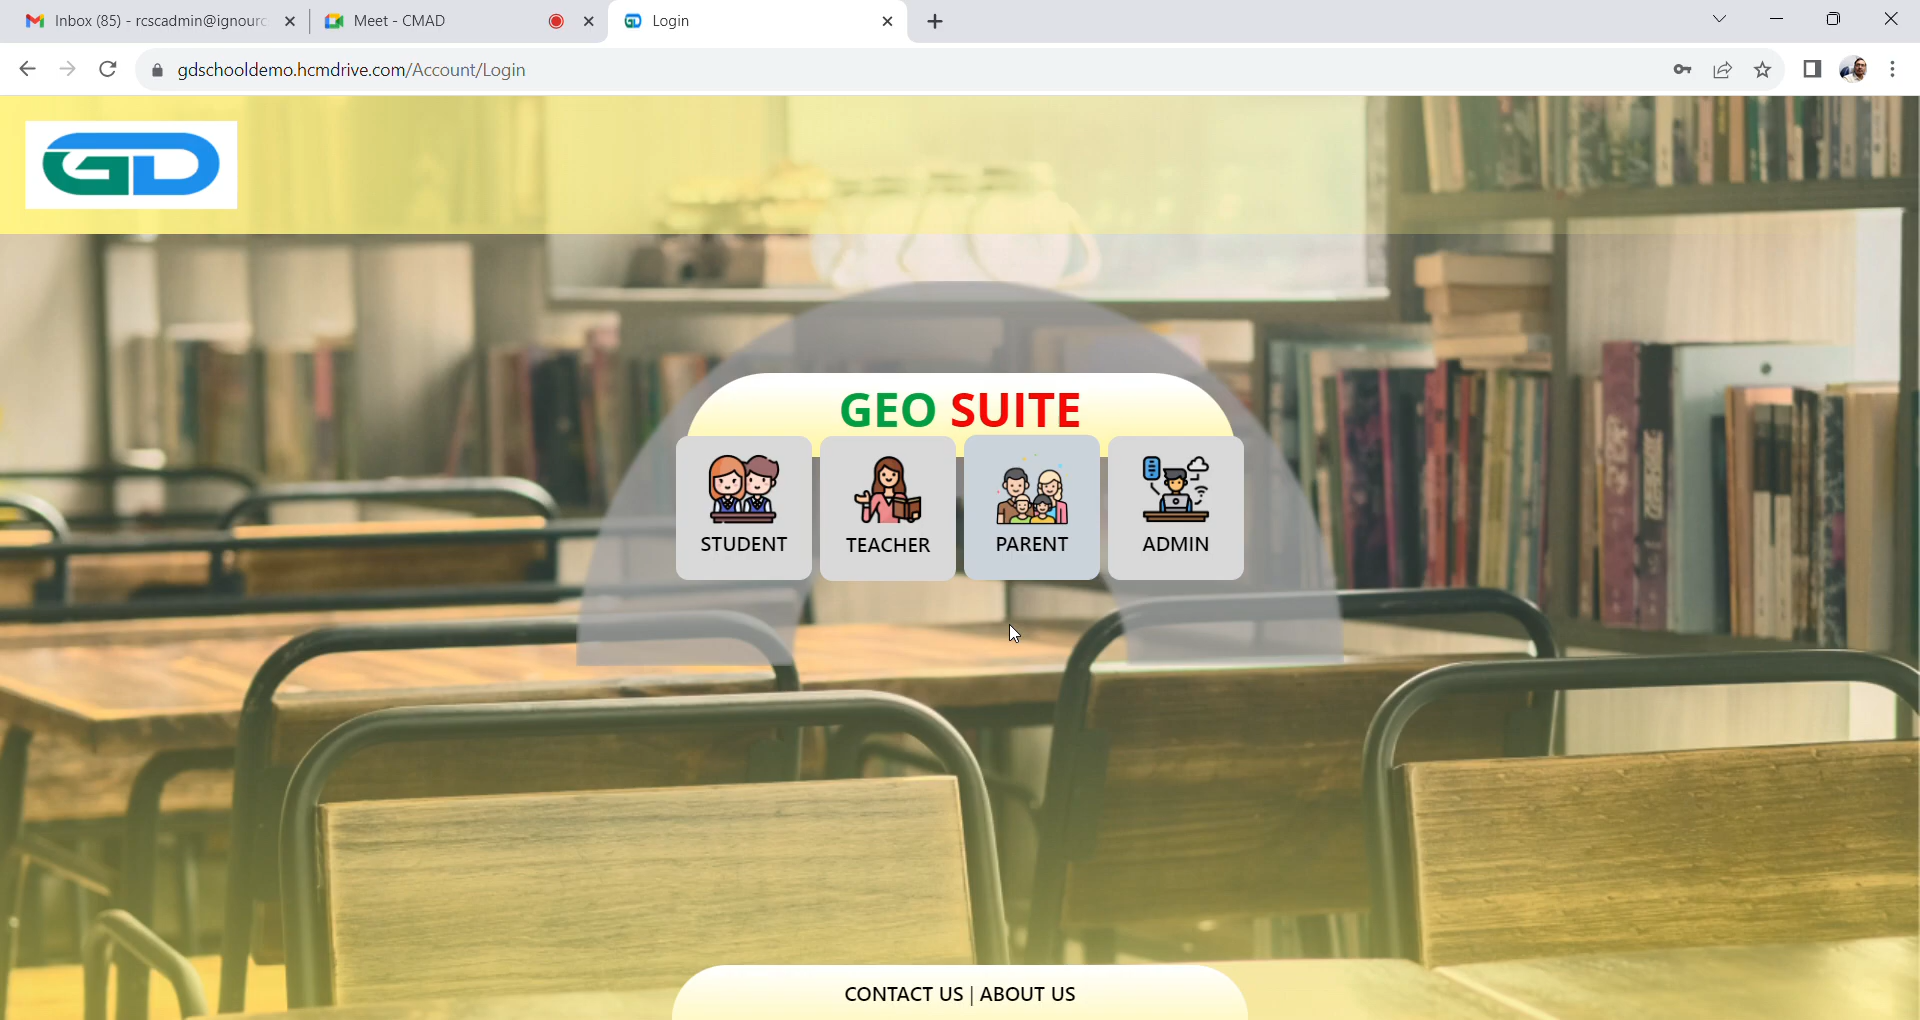 Inbox (85) - rcscadmin@ignourc
Meet - CMAD
Login
gdschooldemo.hcmdrive.com/Account/Login
GD
GEO SUITE
STUDENT
TEACHER
PARENT
ADMIN
CONTACT US | ABOUT US